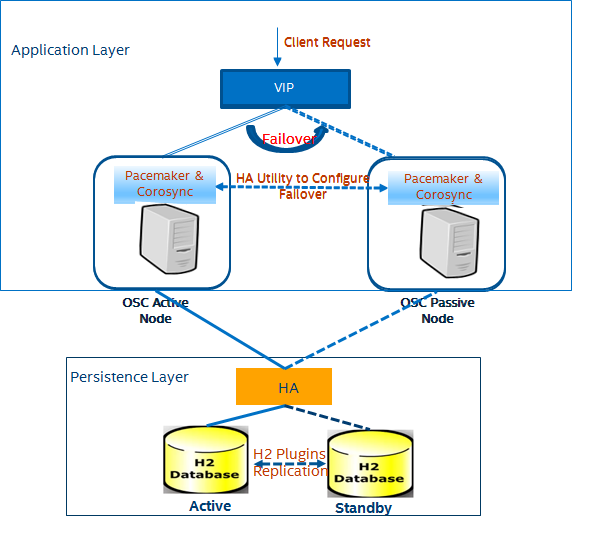 Application Layer
Client Request
VIP
Failover
Pacemaker &
Corosync
HA Utility to Configure
Failover
Pacemaker &
Corosync
OSC Active
Node
OSC Passive
Node
Persistence Layer
HA
H2
Database
H2 Plugins
Replication
H2
Database
Active
Standby